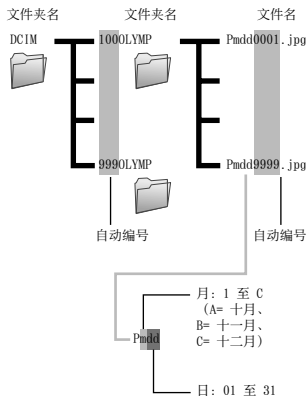 文件夹名 文件夹名 文件名
DCIM 100OLYMP Pmdd0001.jpg
999OLYMP Pmdd9999.jpg
自动编号 自动编号
月: 1 至 C
(A= 十月、
B= 十一月、
C= 十二月)
Pmdd
日: 01 至 31